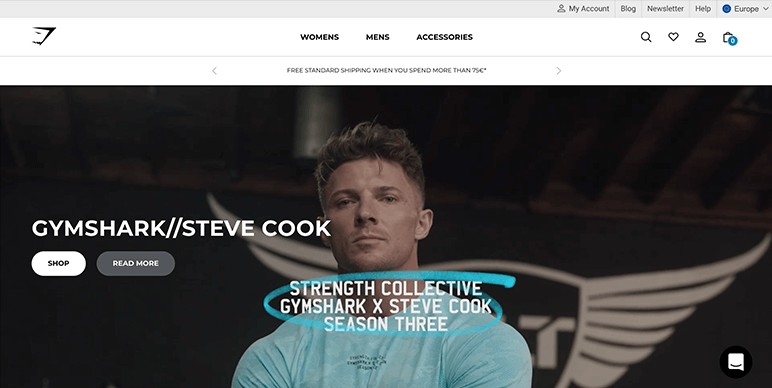 My Account Blog Newsletter Help Europe
WOMENS MENS ACCESSORIES
0
FREE STANDARD SHIPPING WHEN YOU SPEND MORE THAN 75€*
GYMSHARK//STEVE COOK
SHOP READ MORE
STRENGTH COLLECTIVE
GYMSHARK X STEVE COOK
SEASON THREE
LT